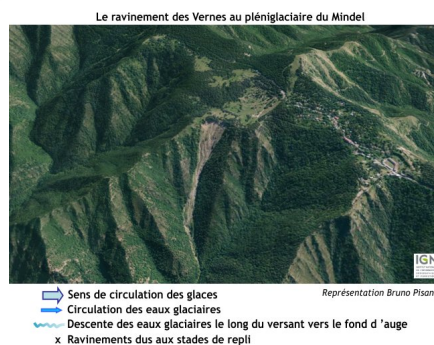 Le ravinement des Vernes au pléniglaciaire du Mindel
IGN
Représentation Bruno Pisan
Sens de circulation des glaces
Circulation des eaux glaciaires
Descente des eaux glaciaires le long du versant vers le fond d 'auge
x Ravinements dus aux stades de repli